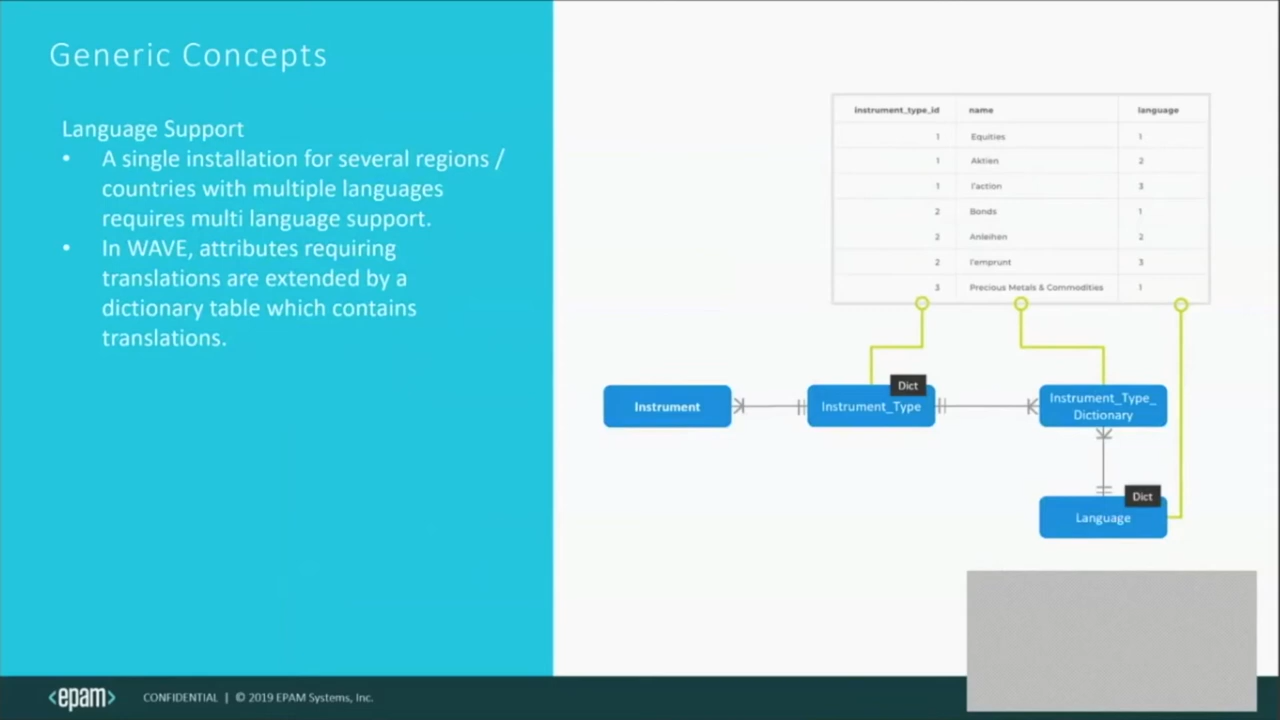 Generic Concepts
Language Support
• A single installation for several regions /
countries with multiple languages
requires multi language support.
• In WAVE, attributes requiring
translations are extended by a
dictionary table which contains
translations.
instrument_type_id name language
1 Equities 1
1 Aktien 2
1 l'action 3
2 Bonds 1
2 Anleihen 2
2 l'emprunt 3
3 Precious Metals & Commodities 1
Dict
Instrument
Instrument_Type
Instrument_Type_
Dictionary
Dict
Language
<epam> CONFIDENTIAL | © 2019 EPAM Systems, Inc.